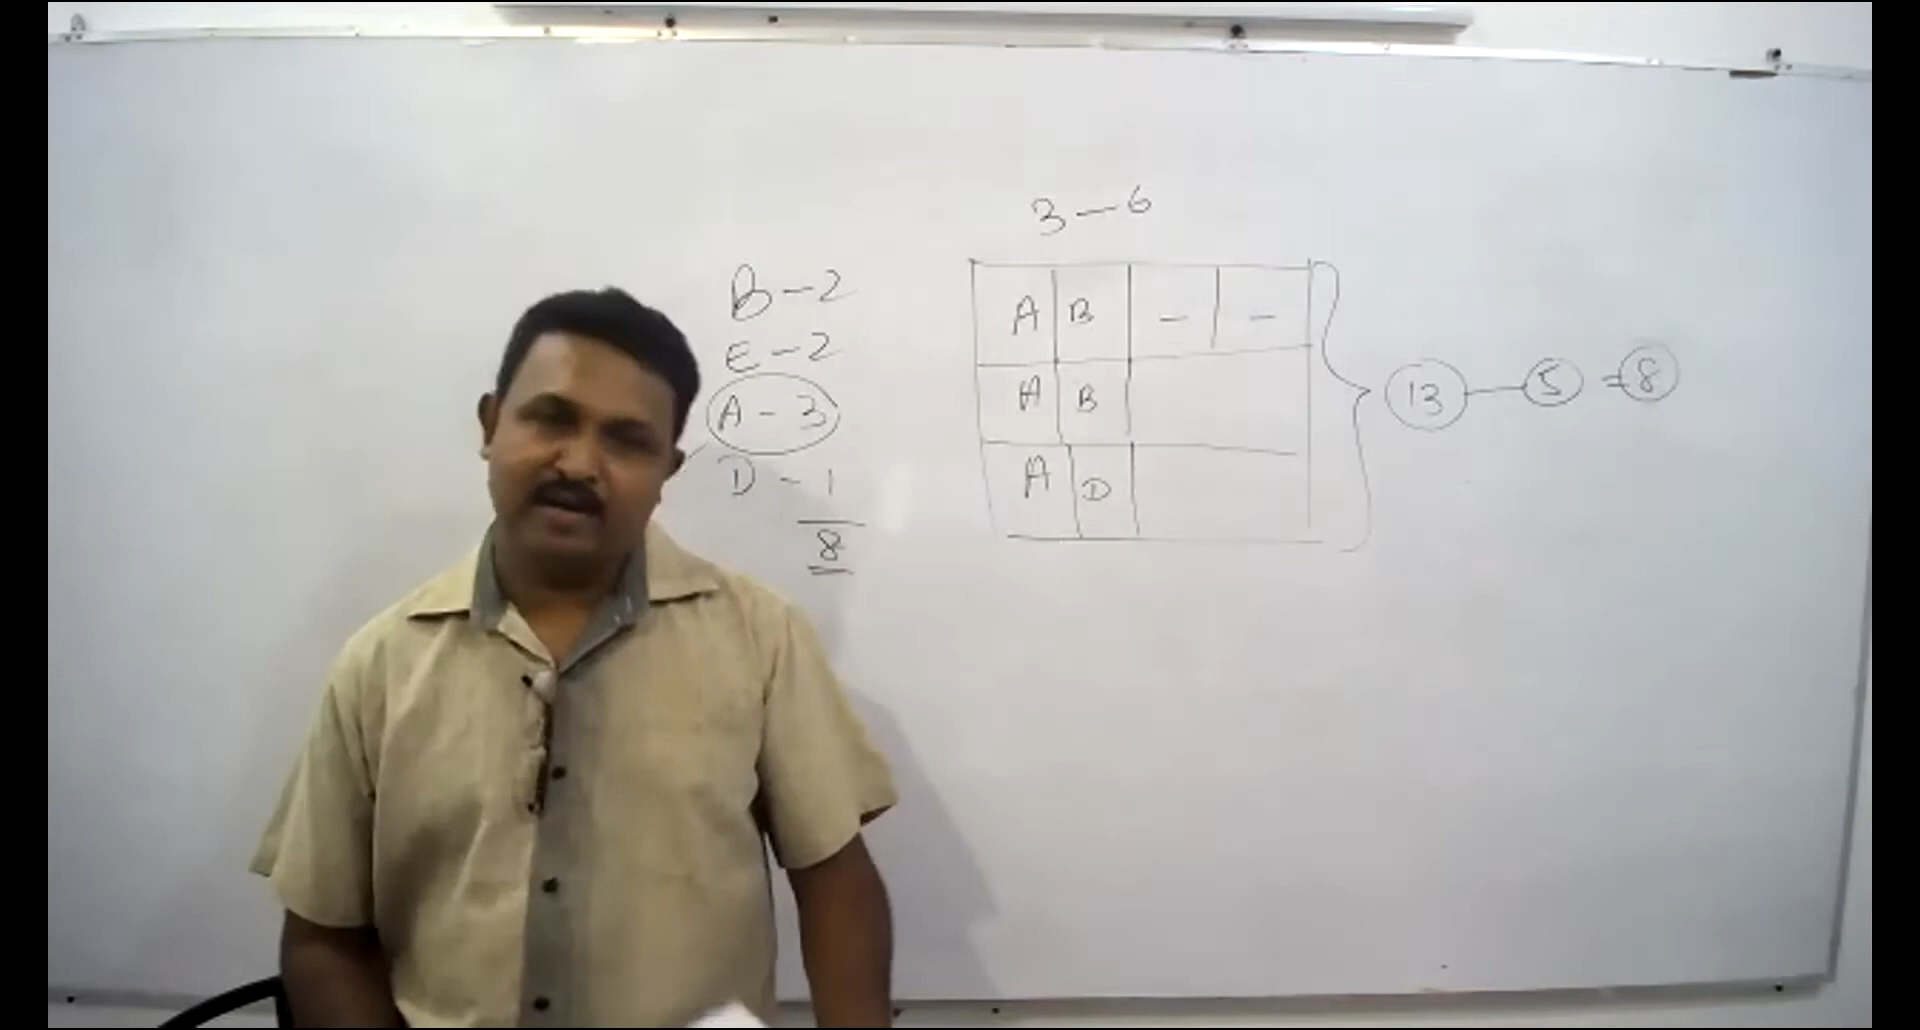 B - 2
E - 2
A - 3
D - 1
8
3 - 6
A B - -
A B
A D
13 - 5 = 8